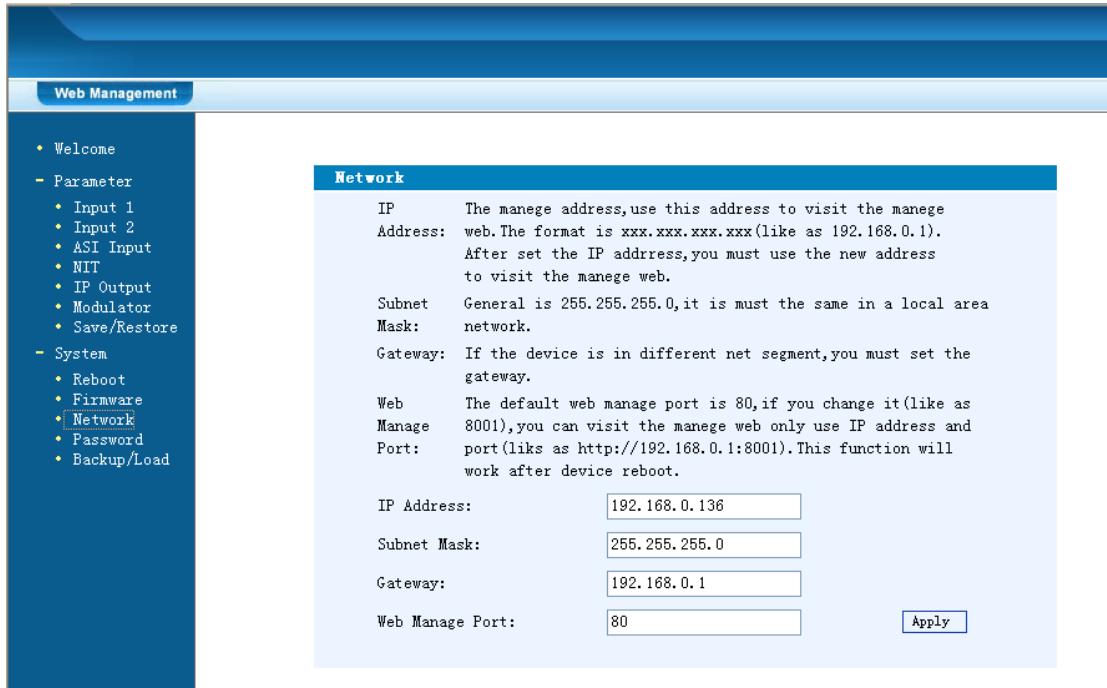 Web Management
Welcome
Parameter
Input 1
Input 2
ASI Input
NIT
IP Output
Modulator
Save/Restore
System
Reboot
Firmware
Network
Password
Backup/Load
Network
IP Address: The manege address,use this address to visit the manege
web.The format is xxx.xxx.xxx.xxx(like as 192.168.0.1).
After set the IP addrress,you must use the new address
to visit the manege web.
Subnet Mask: General is 255.255.255.0,it is must the same in a local area
network.
Gateway: If the device is in different net segment,you must set the
gateway.
Web Manage Port: The default web manage port is 80,if you change it(like as
8001),you can visit the manege web only use IP address and
port(liks as http://192.168.0.1:8001).This function will
work after device reboot.
IP Address: 192.168.0.136
Subnet Mask: 255.255.255.0
Gateway: 192.168.0.1
Web Manage Port: 80 Apply